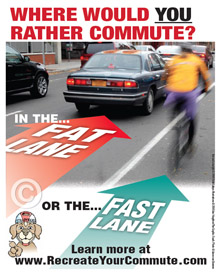 WHERE WOULD YOU
RATHER COMMUTE?
IN THE...
FAT
LANE
©
OR THE...
FAST
LANE
Learn more at
www.RecreateYourCommute.com